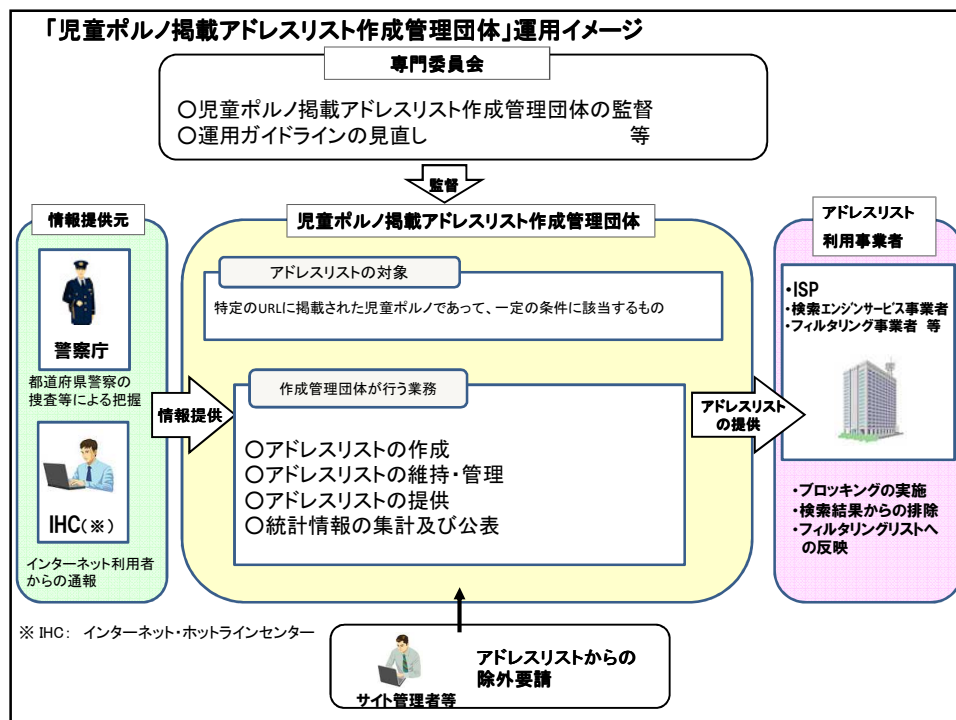 「児童ポルノ掲載アドレスリスト作成管理団体」運用イメージ
専門委員会
○児童ポルノ掲載アドレスリスト作成管理団体の監督
○運用ガイドラインの見直し 等
監督
情報提供元
警察庁
都道府県警察の
捜査等による把握
IHC(※)
インターネット利用者
からの通報
情報提供
児童ポルノ掲載アドレスリスト作成管理団体
アドレスリストの対象
特定のURLに掲載された児童ポルノであって、一定の条件に該当するもの
作成管理団体が行う業務
○アドレスリストの作成
○アドレスリストの維持・管理
○アドレスリストの提供
○統計情報の集計及び公表
アドレスリスト
の提供
アドレスリスト
利用事業者
・ISP
・検索エンジンサービス事業者
・フィルタリング事業者 等
・ブロッキングの実施
・検索結果からの排除
・フィルタリングリストへ
の反映
※ IHC: インターネット・ホットラインセンター
サイト管理者等
アドレスリストからの
除外要請